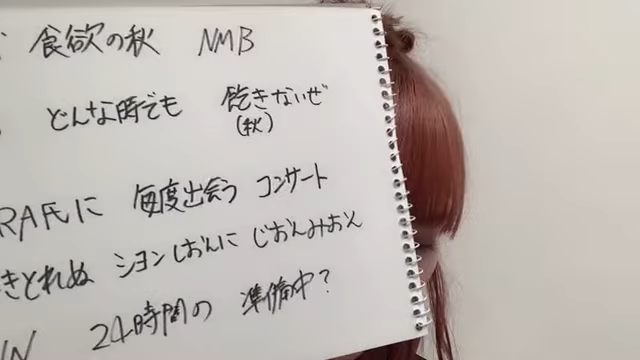 食欲の秋 NMB
どんな時でも 飽きないぜ
(秋)
RA氏に 毎度出会う コンサート
きとれぬ ションしおんに じおんみおん
N 24時間の 準備中?